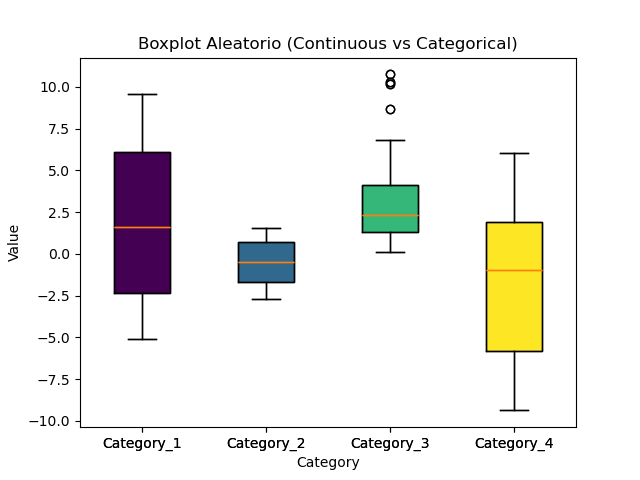 Boxplot Aleatorio (Continuous vs Categorical)
Value
10.0
7.5
5.0
2.5
0.0
−2.5
−5.0
−7.5
−10.0
Category_1 Category_2 Category_3 Category_4
Category